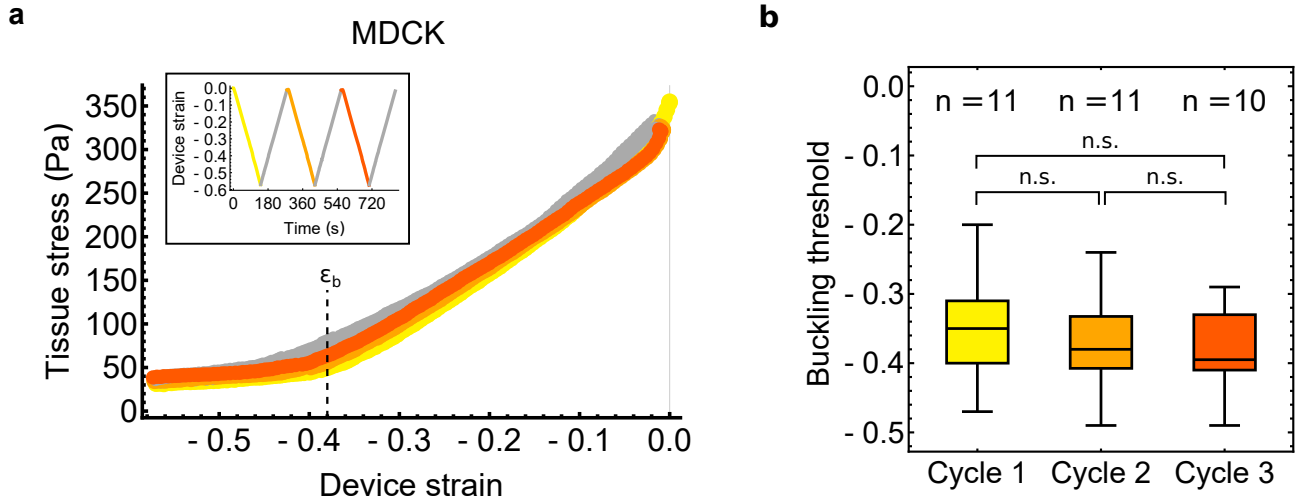 a
MDCK
Tissue stress (Pa)
350
300
250
200
150
100
50
0
Device strain
0.0
- 0.1
- 0.2
- 0.3
- 0.4
- 0.5
- 0.6
0 180 360 540 720
Time (s)
εb
- 0.5 - 0.4 - 0.3 - 0.2 - 0.1 0.0
Device strain
b
Buckling threshold
0.0
- 0.1
- 0.2
- 0.3
- 0.4
- 0.5
n =11 n =11 n =10
n.s.
n.s. n.s.
Cycle 1 Cycle 2 Cycle 3